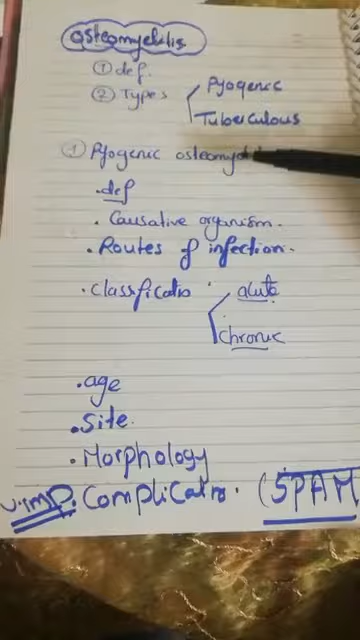 Osteomyelitis
① def.
② Types
Pyogenic
Tuberculous
① Pyogenic osteomy
.def
. Causative organism.
. Routes of infection.
. Classificatio
acute
chronic
.age
.Site.
. Morphology
v.imp. Complicatio. (SPAM